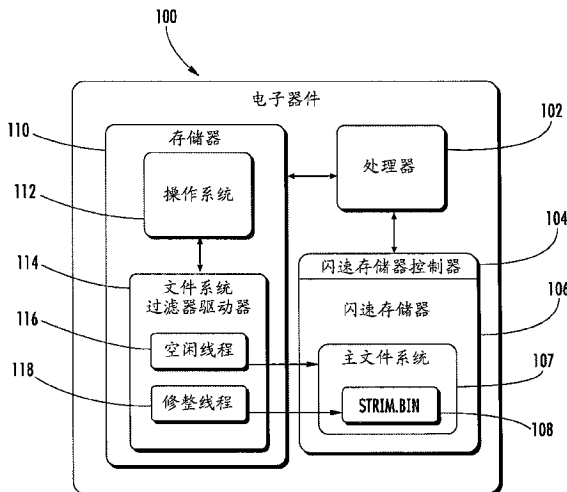 100
电子器件
110
存储器
102
处理器
112
操作系统
104
闪速存储器控制器
114
文件系统
过滤器驱动器
闪速存储器
106
116
空闲线程
主文件系统
107
118
修整线程
STRIM.BIN
108